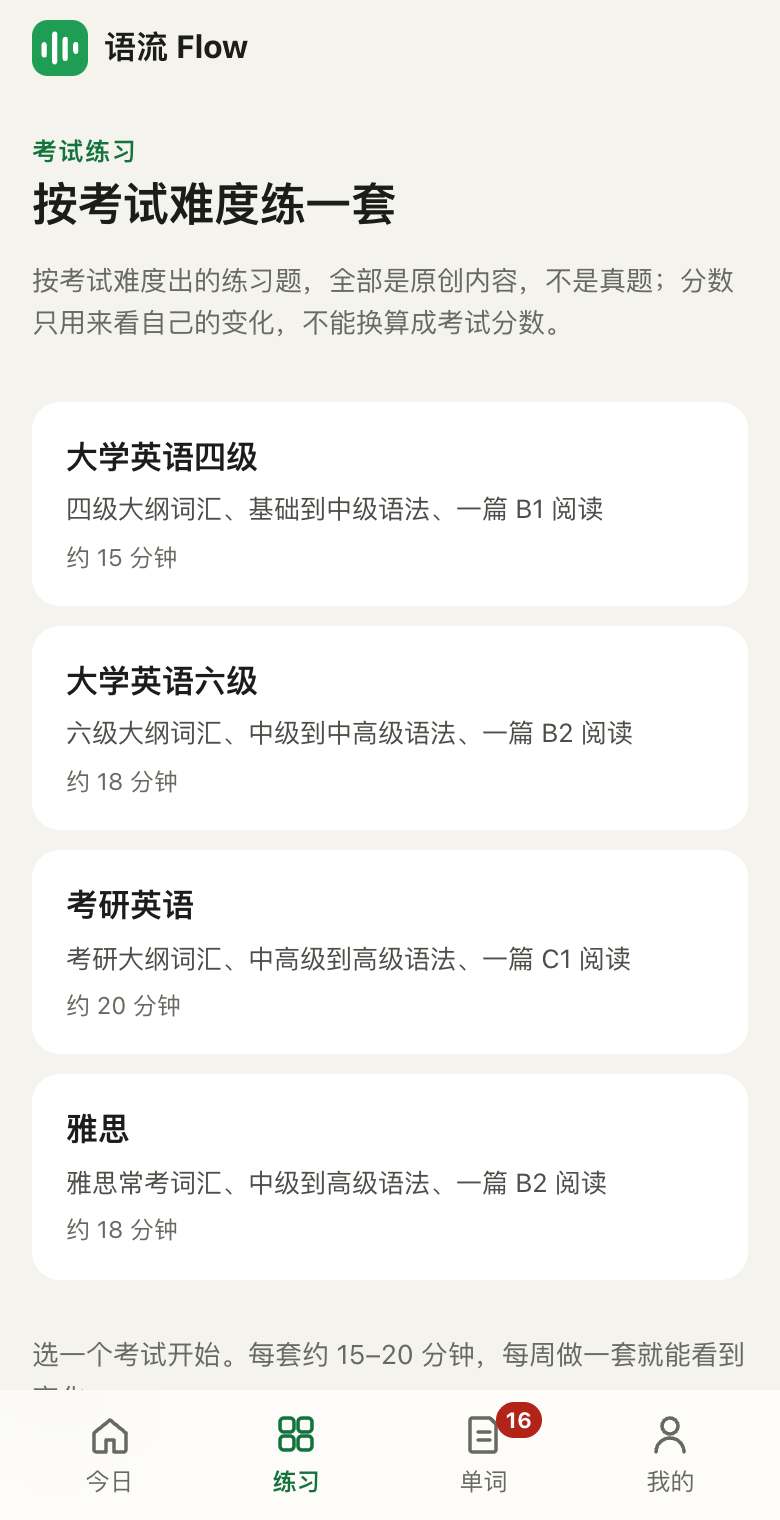 语流 Flow
考试练习
按考试难度练一套
按考试难度出的练习题，全部是原创内容，不是真题；分数
只用来看自己的变化，不能换算成考试分数。
大学英语四级
四级大纲词汇、基础到中级语法、一篇 B1 阅读
约 15 分钟
大学英语六级
六级大纲词汇、中级到中高级语法、一篇 B2 阅读
约 18 分钟
考研英语
考研大纲词汇、中高级到高级语法、一篇 C1 阅读
约 20 分钟
雅思
雅思常考词汇、中级到高级语法、一篇 B2 阅读
约 18 分钟
选一个考试开始。每套约 15–20 分钟，每周做一套就能看到
16
今日
练习
单词
我的